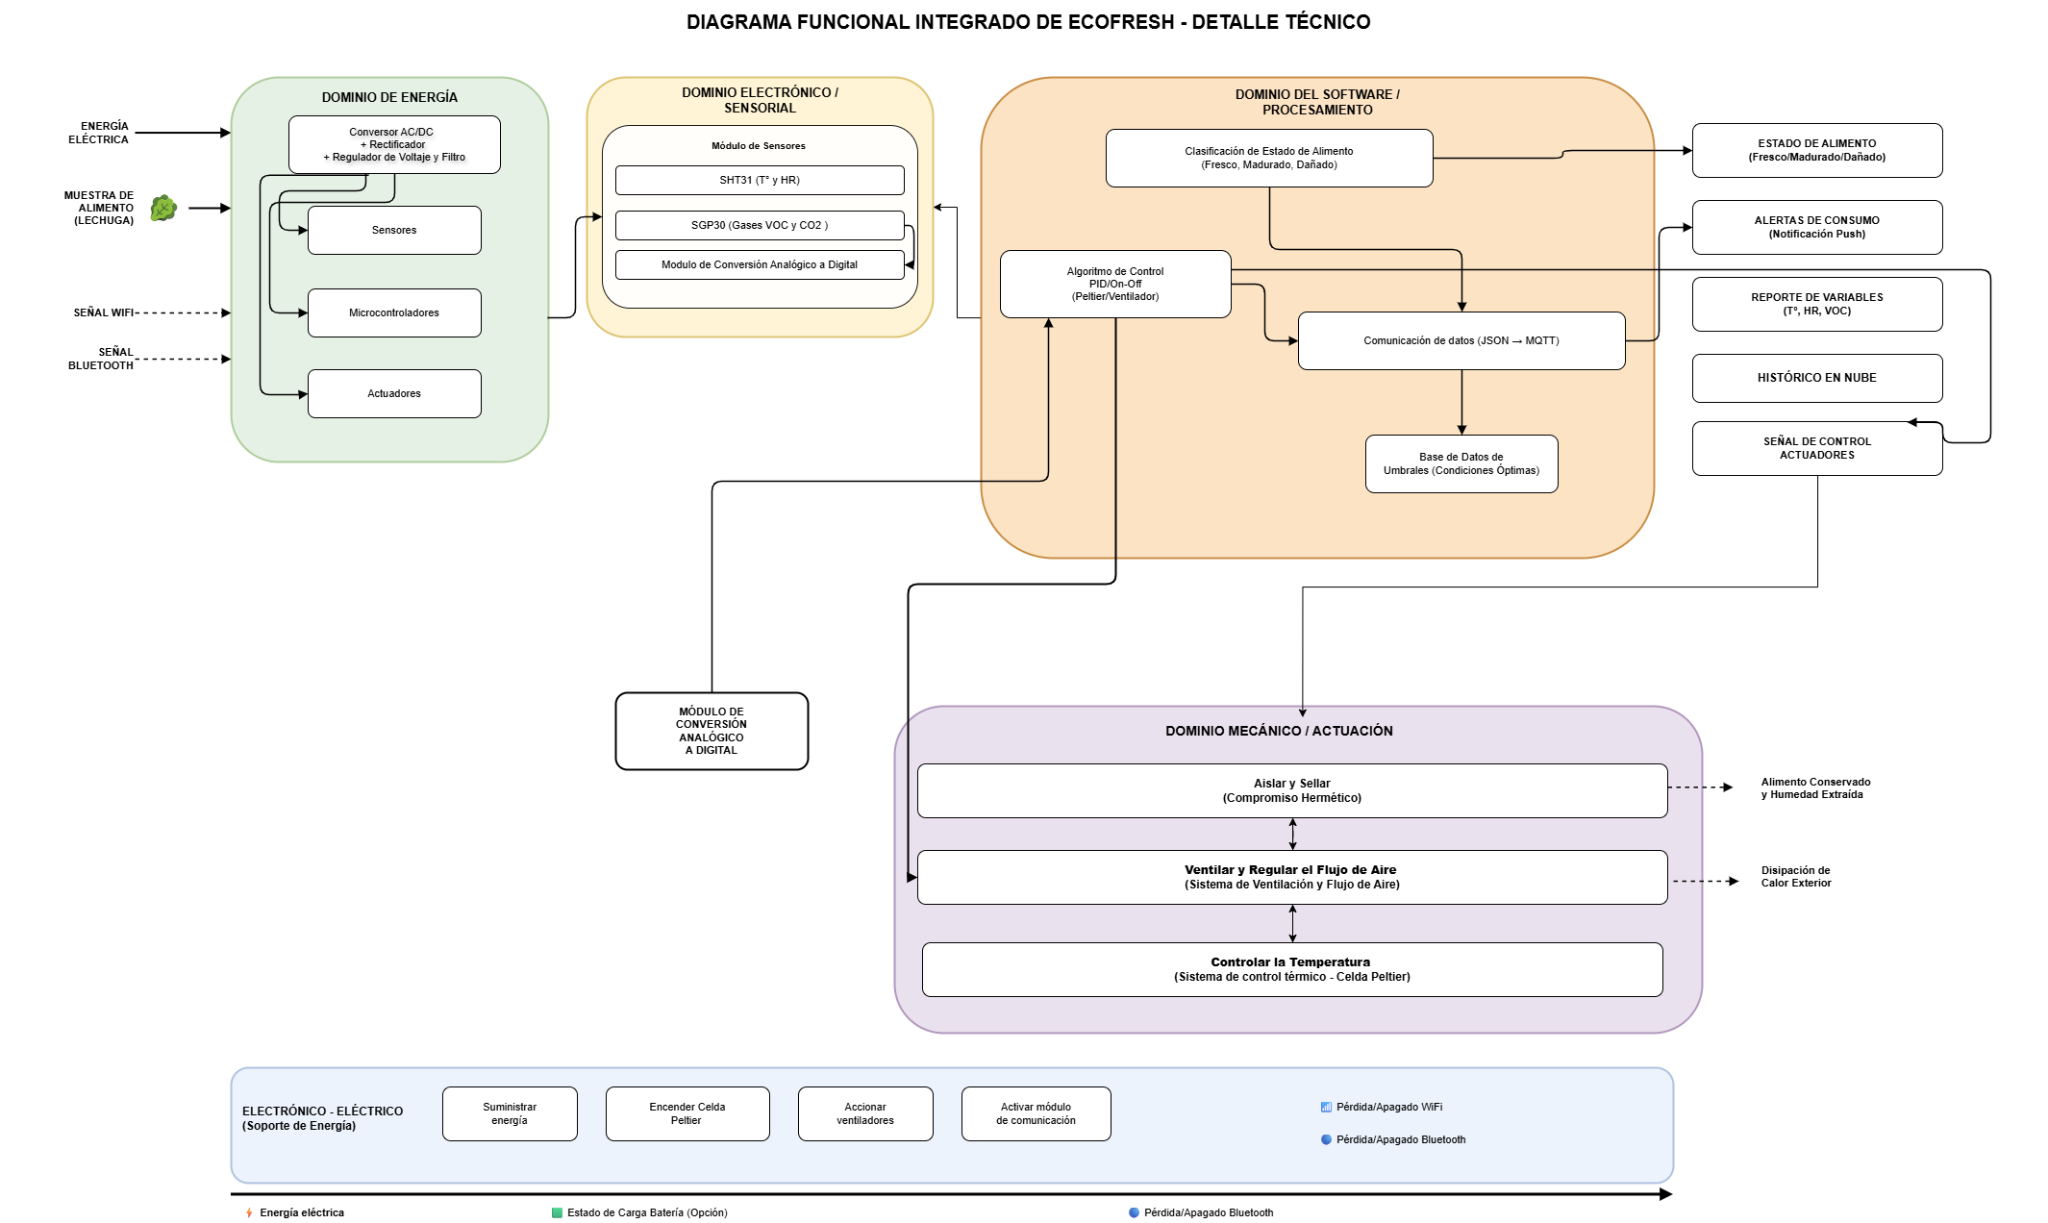 DIAGRAMA FUNCIONAL INTEGRADO DE ECOFRESH - DETALLE TÉCNICO
ENERGÍA
ELÉCTRICA
MUESTRA DE
ALIMENTO
(LECHUGA)
SEÑAL WIFI
SEÑAL
BLUETOOTH
DOMINIO DE ENERGÍA
Conversor AC/DC
+ Rectificador
+ Regulador de Voltaje y Filtro
Sensores
Microcontroladores
Actuadores
DOMINIO ELECTRÓNICO /
SENSORIAL
Módulo de Sensores
SHT31 (T° y HR)
SGP30 (Gases VOC y CO2 )
Modulo de Conversión Analógico a Digital
DOMINIO DEL SOFTWARE /
PROCESAMIENTO
Clasificación de Estado de Alimento
(Fresco, Madurado, Dañado)
Algoritmo de Control
PID/On-Off
(Peltier/Ventilador)
Comunicación de datos (JSON → MQTT)
Base de Datos de
Umbrales (Condiciones Óptimas)
ESTADO DE ALIMENTO
(Fresco/Madurado/Dañado)
ALERTAS DE CONSUMO
(Notificación Push)
REPORTE DE VARIABLES
(T°, HR, VOC)
HISTÓRICO EN NUBE
SEÑAL DE CONTROL
ACTUADORES
MÓDULO DE
CONVERSIÓN
ANALÓGICO
A DIGITAL
DOMINIO MECÁNICO / ACTUACIÓN
Aislar y Sellar
(Compromiso Hermético)
Ventilar y Regular el Flujo de Aire
(Sistema de Ventilación y Flujo de Aire)
Controlar la Temperatura
(Sistema de control térmico - Celda Peltier)
Alimento Conservado
y Humedad Extraída
Disipación de
Calor Exterior
ELECTRÓNICO - ELÉCTRICO
(Soporte de Energía)
Suministrar
energía
Encender Celda
Peltier
Accionar
ventiladores
Activar módulo
de comunicación
Pérdida/Apagado WiFi
Pérdida/Apagado Bluetooth
Energía eléctrica
Estado de Carga Batería (Opción)
Pérdida/Apagado Bluetooth